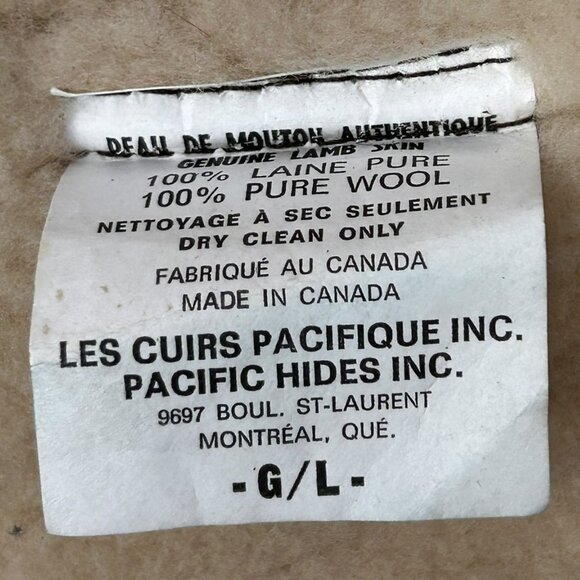 PEAU DE MOUTON AUTHENTIQUE
GENUINE LAMB SKIN
100% LAINE PURE
100% PURE WOOL
NETTOYAGE À SEC SEULEMENT
DRY CLEAN ONLY
FABRIQUÉ AU CANADA
MADE IN CANADA
LES CUIRS PACIFIQUE INC.
PACIFIC HIDES INC.
9697 BOUL. ST-LAURENT
MONTRÉAL, QUÉ.
- G/L -